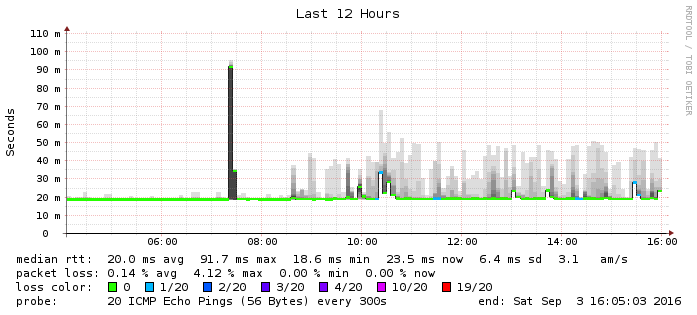 Last 12 Hours
RRDTOOL / TOBI OETIKER
Seconds
110 m
100 m
90 m
80 m
70 m
60 m
50 m
40 m
30 m
20 m
10 m
0
06:00 08:00 10:00 12:00 14:00 16:00
median rtt: 20.0 ms avg 91.7 ms max 18.6 ms min 23.5 ms now 6.4 ms sd 3.1 am/s
packet loss: 0.14 % avg 4.12 % max 0.00 % min 0.00 % now
loss color: 0 1/20 2/20 3/20 4/20 10/20 19/20
probe: 20 ICMP Echo Pings (56 Bytes) every 300s end: Sat Sep 3 16:05:03 2016